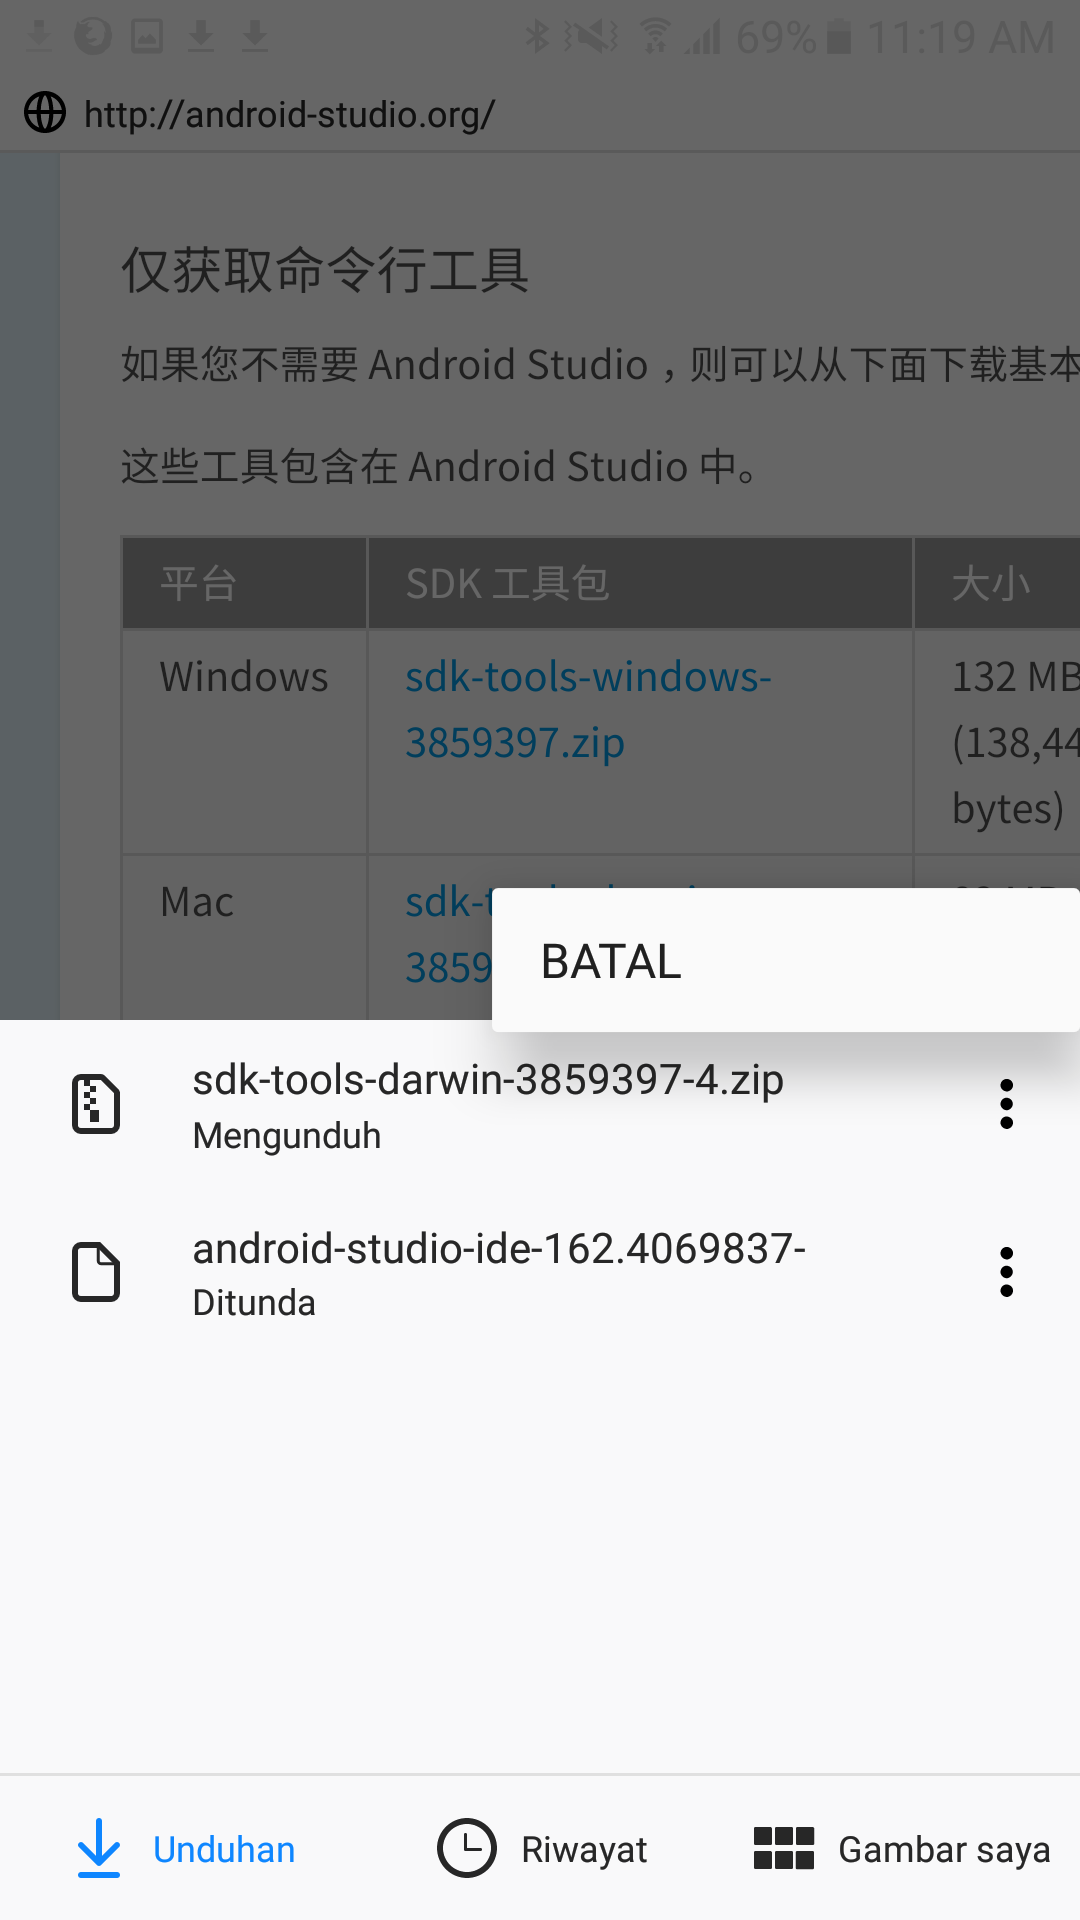 69% 11:19 AM
http://android-studio.org/
仅获取命令行工具
如果您不需要 Android Studio，则可以从下面下载基本
这些工具包含在 Android Studio 中。
平台 SDK 工具包 大小
Windows sdk-tools-windows- 132 MB
3859397.zip (138,44
bytes)
Mac sdk-t
3859
BATAL
sdk-tools-darwin-3859397-4.zip
Mengunduh
android-studio-ide-162.4069837-
Ditunda
Unduhan Riwayat Gambar saya